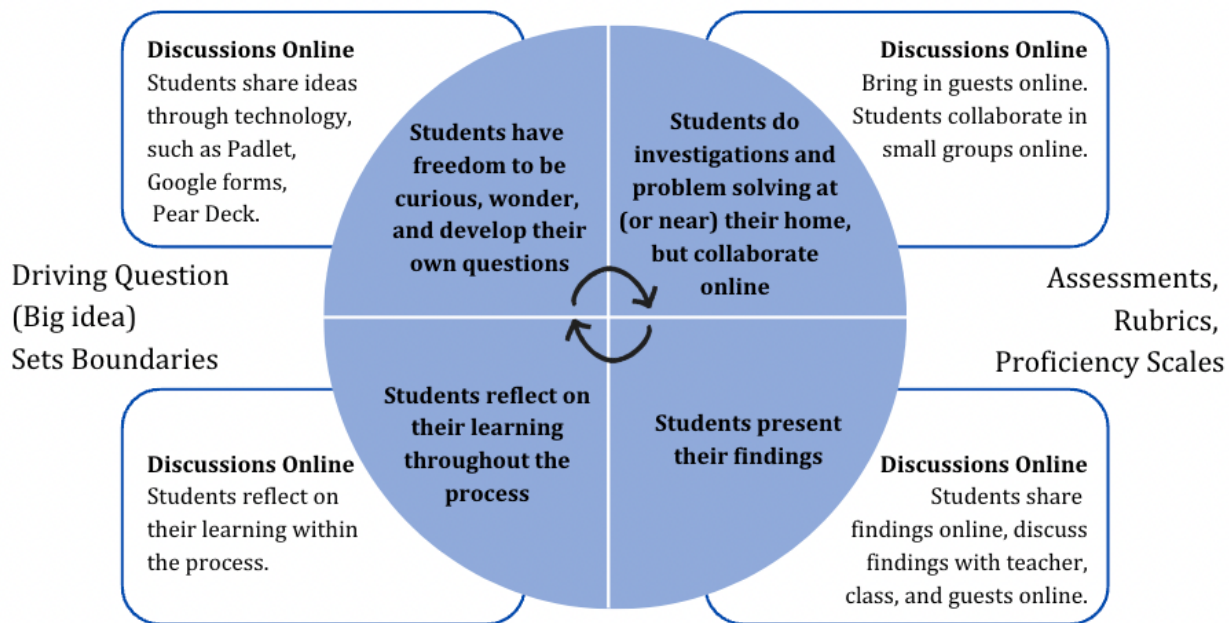 Discussions Online
Students share ideas
through technology,
such as Padlet,
Google forms,
Pear Deck.
Students have
freedom to be
curious, wonder,
and develop their
own questions
Students do
investigations and
problem solving at
(or near) their home,
but collaborate
online
Discussions Online
Bring in guests online.
Students collaborate in
small groups online.
Driving Question
(Big idea)
Sets Boundaries
Assessments,
Rubrics,
Proficiency Scales
Discussions Online
Students reflect on
their learning within
the process.
Students reflect on
their learning
throughout the
process
Students present
their findings
Discussions Online
Students share
findings online, discuss
findings with teacher,
class, and guests online.